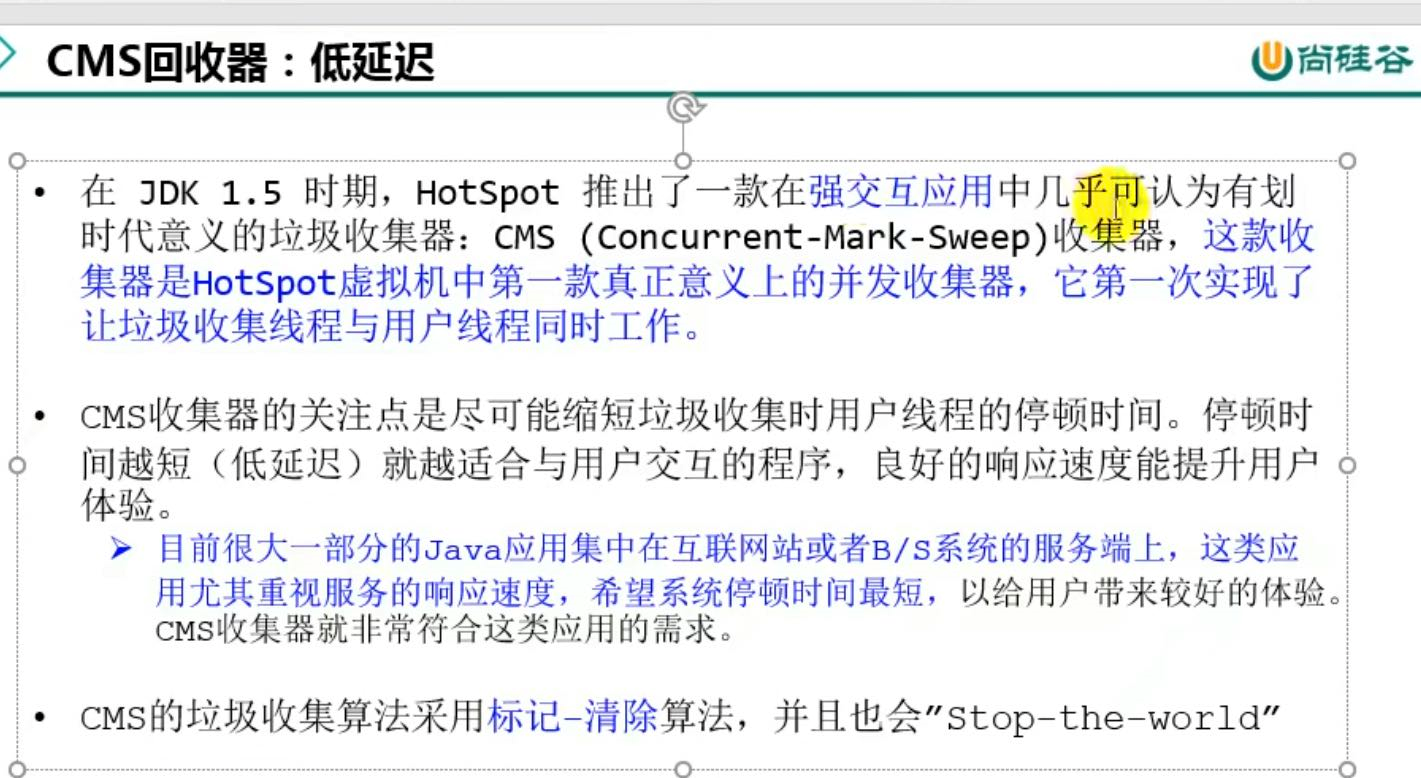 CMS回收器：低延迟
尚硅谷
• 在 JDK 1.5 时期，HotSpot 推出了一款在强交互应用中几乎可认为有划
时代意义的垃圾收集器：CMS (Concurrent-Mark-Sweep)收集器，这款收
集器是HotSpot虚拟机中第一款真正意义上的并发收集器，它第一次实现了
让垃圾收集线程与用户线程同时工作。
• CMS收集器的关注点是尽可能缩短垃圾收集时用户线程的停顿时间。停顿时
间越短（低延迟）就越适合与用户交互的程序，良好的响应速度能提升用户
体验。
➢ 目前很大一部分的Java应用集中在互联网站或者B/S系统的服务端上，这类应
用尤其重视服务的响应速度，希望系统停顿时间最短，以给用户带来较好的体验。
CMS收集器就非常符合这类应用的需求。
• CMS的垃圾收集算法采用标记-清除算法，并且也会"Stop-the-world"